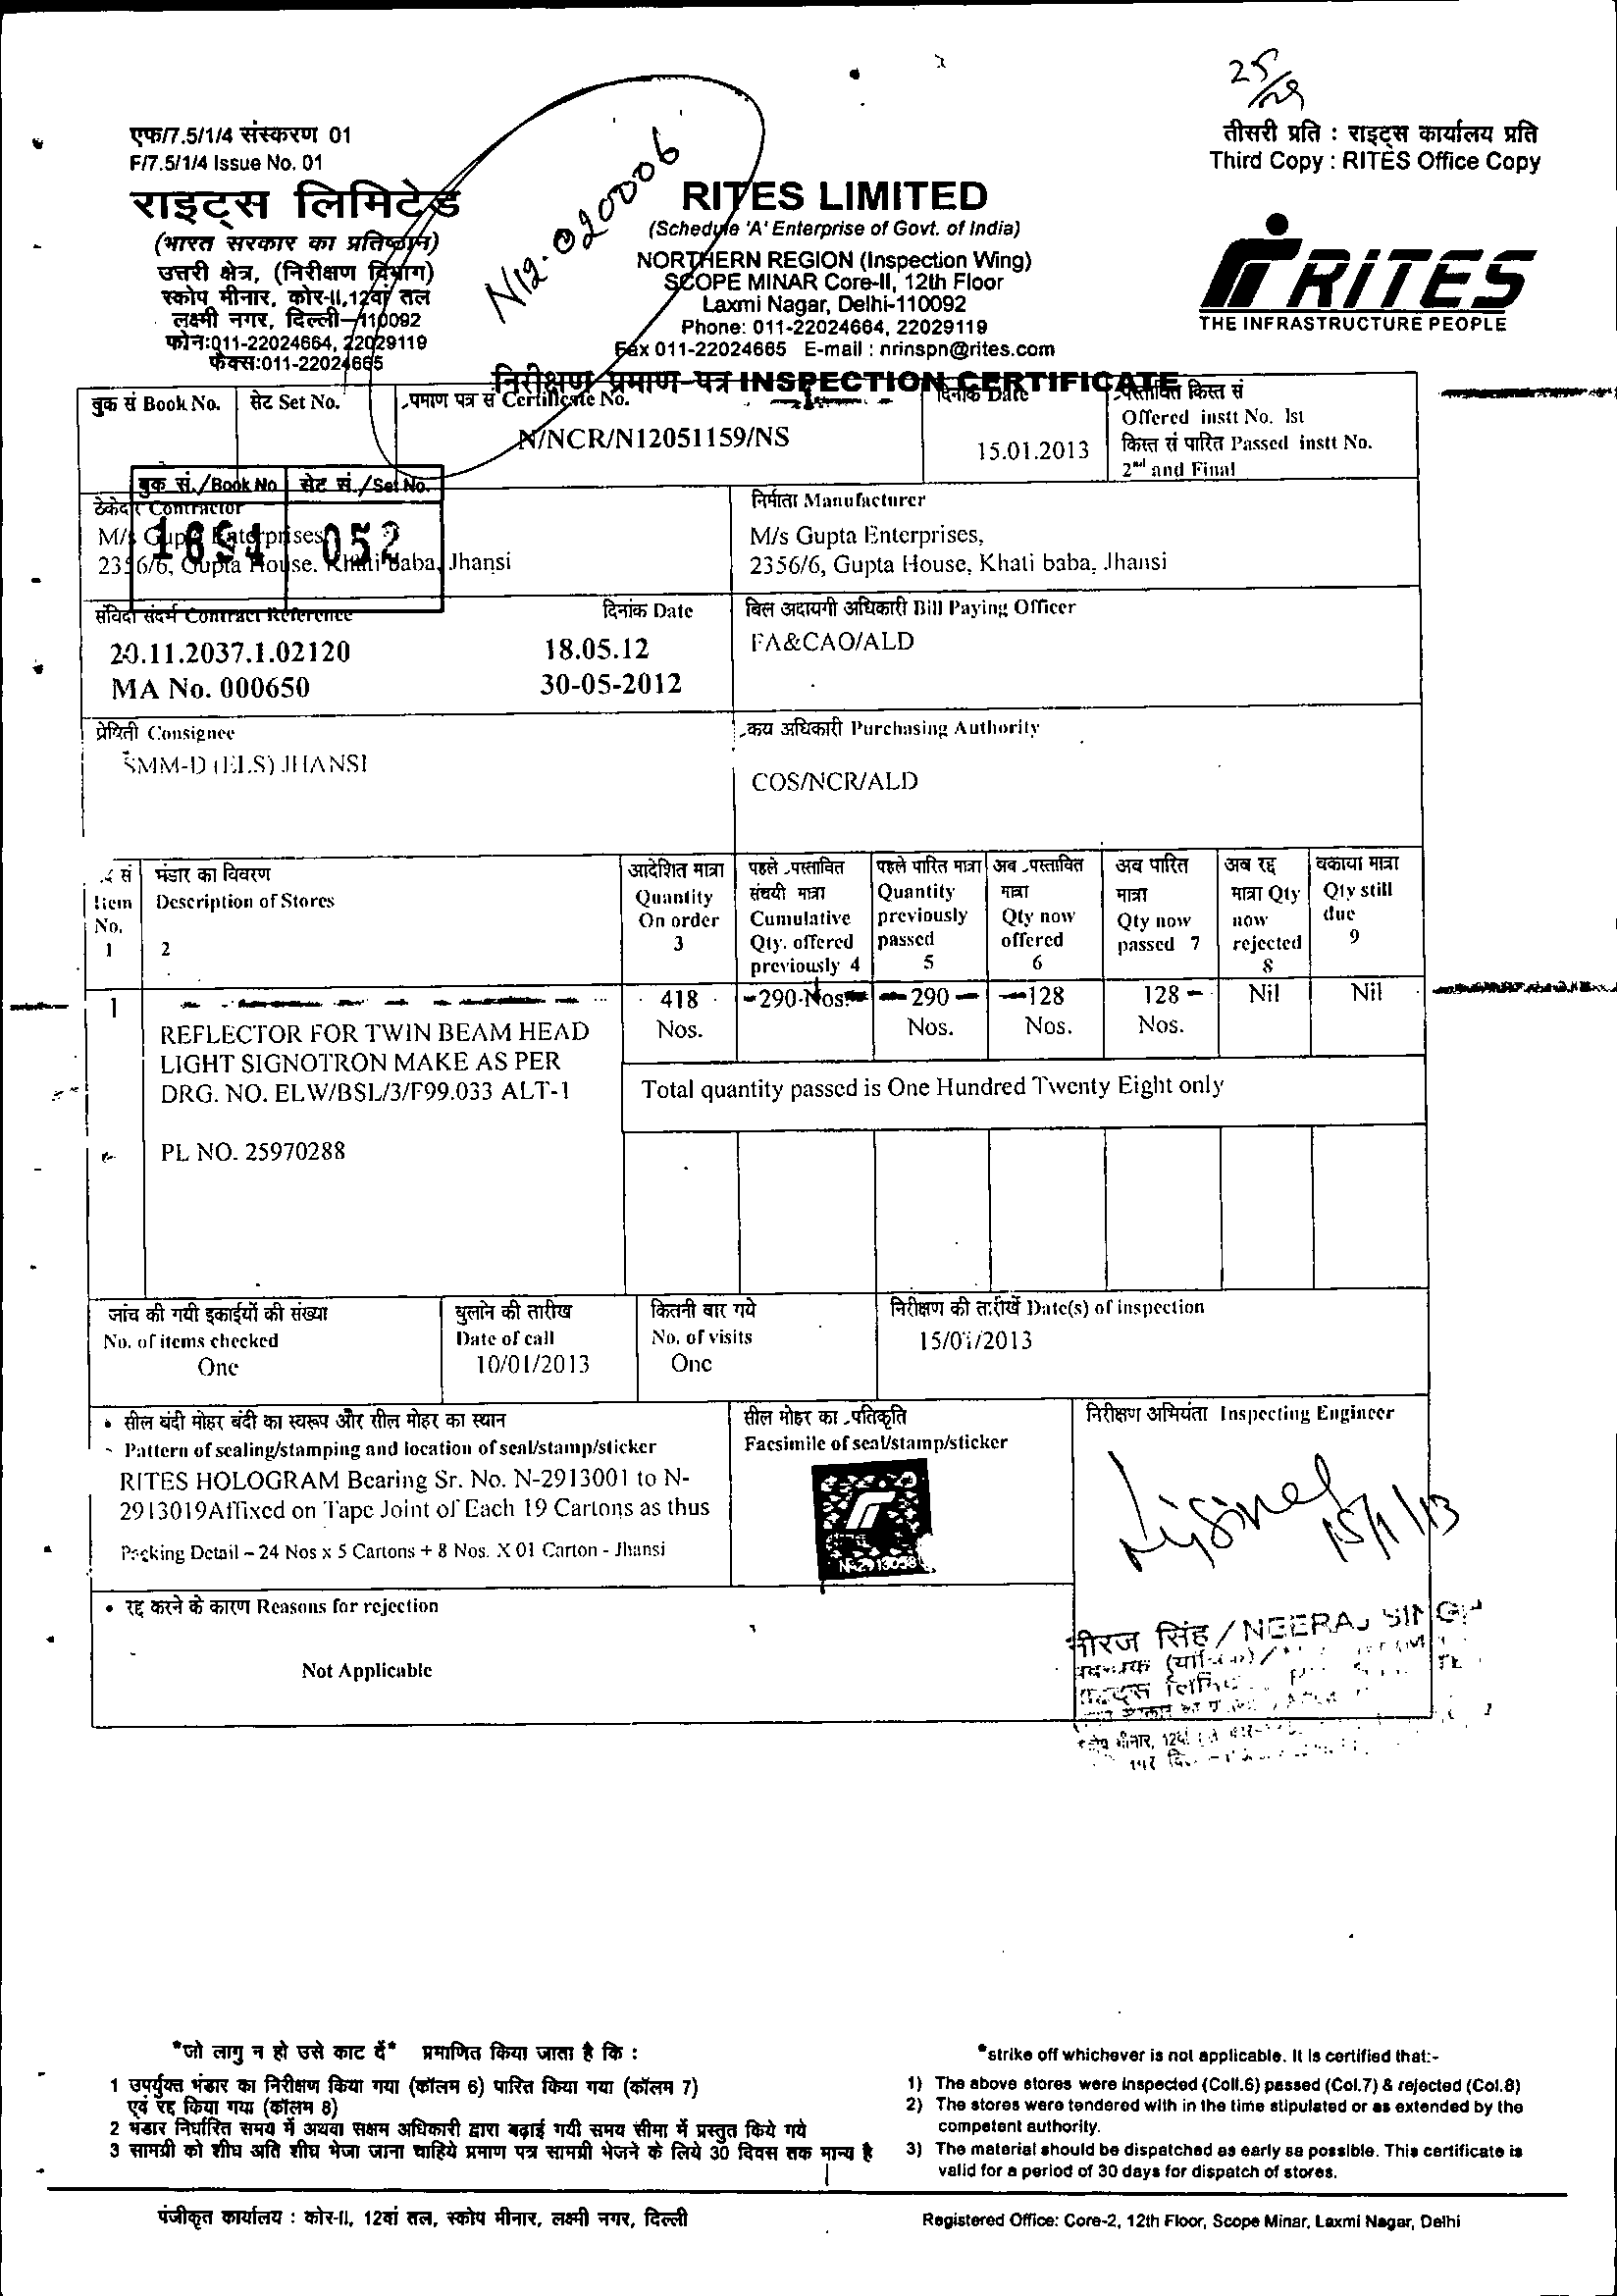 25/29
एफ/7.5/1/4 संस्करण 01
F/7.5/1/4 Issue No. 01
तीसरी प्रति : राइट्स कार्यालय प्रति
Third Copy : RITES Office Copy
राइट्स लिमिटेड
(भारत सरकार का प्रतिष्ठान)
उत्तरी क्षेत्र, (निरीक्षण विभाग)
स्कोप मीनार, कोर-II,12वां तल
लक्ष्मी नगर, दिल्ली-110092
फोन:011-22024664, 22029119
फैक्स:011-22024665
N12-020006
RITES LIMITED
(Schedule 'A' Enterprise of Govt. of India)
NORTHERN REGION (Inspection Wing)
SCOPE MINAR Core-II, 12th Floor
Laxmi Nagar, Delhi-110092
Phone: 011-22024664, 22029119
Fax 011-22024665 E-mail : nrinspn@rites.com
RITES
THE INFRASTRUCTURE PEOPLE
निरीक्षण प्रमाण-पत्र INSPECTION CERTIFICATE
बुक सं Book No.
सेट Set No.
प्रमाण पत्र सं Certificate No.
N/NCR/N12051159/NS
दिनांक Date
15.01.2013
प्रस्तावित किस्त सं
Offered instt No. Ist
किस्त सं पारित Passed instt No.
2nd and Final
बुक सं./Book No सेट सं./Set No.
1694 052
ठेकेदार Contractor
M/s Gupta Enterprises
2356/6, Gupta House. Khati Baba, Jhansi
निर्माता Manufacturer
M/s Gupta Enterprises,
2356/6, Gupta House, Khati baba, Jhansi
संविदा संदर्भ Contract Reference दिनांक Date
20.11.2037.1.02120 18.05.12
MA No. 000650 30-05-2012
बिल अदायगी अधिकारी Bill Paying Officer
FA&CAO/ALD
प्रेषिती Consignee
SMM-D (ELS) JHANSI
क्रय अधिकारी Purchasing Authority
COS/NCR/ALD
सं
Item
No.
1
भंडार का विवरण
Description of Stores
2
आदेशित मात्रा
Quantity
On order
3
पहले प्रस्तावित
संचयी मात्रा
Cumulative
Qty. offered
previously 4
पहले पारित मात्रा
Quantity
previously
passed
5
अब प्रस्तावित
मात्रा
Qty now
offered
6
अब पारित
मात्रा
Qty now
passed 7
अब रद्द
मात्रा Qty
now
rejected
8
बकाया मात्रा
Qty still
due
9
1
REFLECTOR FOR TWIN BEAM HEAD
LIGHT SIGNOTRON MAKE AS PER
DRG. NO. ELW/BSL/3/F99.033 ALT-1
PL NO. 25970288
418
Nos.
290-Nos.
290
Nos.
128
Nos.
128
Nos.
Nil
Nil
Total quantity passed is One Hundred Twenty Eight only
जांच की गयी इकाईयों की संख्या
No. of items checked
One
बुलाने की तारीख
Date of call
10/01/2013
कितनी बार गये
No. of visits
One
निरीक्षण की तारीखें Date(s) of inspection
15/01/2013
• सील बंदी मोहर बंदी का स्वरूप और सील मोहर का स्थान
Pattern of sealing/stamping and location of seal/stamp/sticker
RITES HOLOGRAM Bearing Sr. No. N-2913001 to N-
2913019Affixed on Tape Joint of Each 19 Cartons as thus
Packing Detail – 24 Nos x 5 Cartons + 8 Nos. X 01 Carton - Jhansi
सील मोहर का प्रतिकृति
Facsimile of seal/stamp/sticker
निरीक्षण अभियंता Inspecting Engineer
15/1/13
• रद्द करने के कारण Reasons for rejection
Not Applicable
नीरज सिंह / NEERAJ SINGH
"जो लागु न हो उसे काट दें" प्रमाणित किया जाता है कि :
1 उपर्युक्त भंडार का निरीक्षण किया गया (कॉलम 6) पारित किया गया (कॉलम 7)
एवं रद्द किया गया (कॉलम 8)
2 भंडार निर्धारित समय में अथवा सक्षम अधिकारी द्वारा बढ़ाई गयी समय सीमा में प्रस्तुत किये गये
3 सामग्री को शीघ्र अति शीघ्र भेजा जाना चाहिये प्रमाण पत्र सामग्री भेजने के लिये 30 दिवस तक मान्य है
"strike off whichever is not applicable. It is certified that:-
1) The above stores were inspected (Coll.6) passed (Col.7) & rejected (Col.8)
2) The stores were tendered with in the time stipulated or as extended by the
competent authority.
3) The material should be dispatched as early sa possible. This certificate is
valid for a period of 30 days for dispatch of stores.
पंजीकृत कार्यालय : कोर-II, 12वां तल, स्कोप मीनार, लक्ष्मी नगर, दिल्ली
Registered Office: Core-2, 12th Floor, Scope Minar, Laxmi Nagar, Delhi